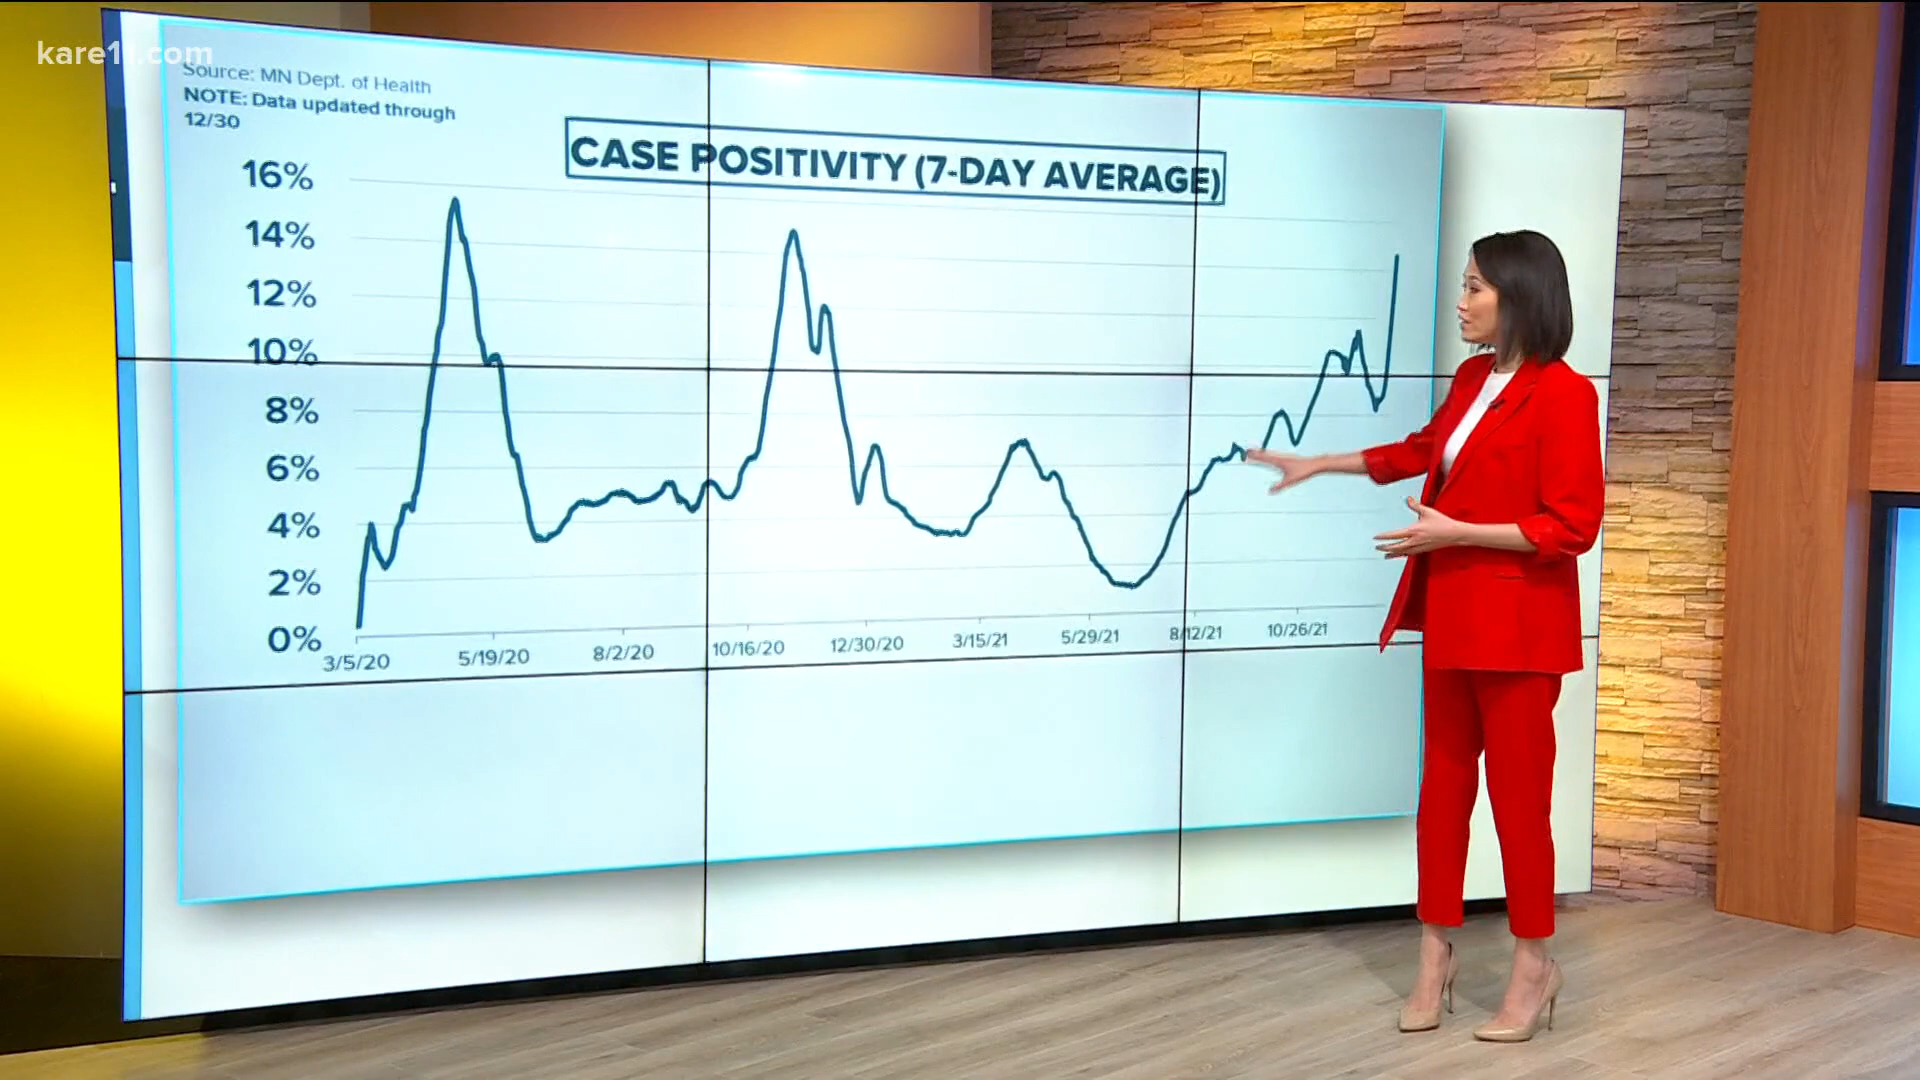 kare11.com
Source: MN Dept. of Health
NOTE: Data updated through
12/30
CASE POSITIVITY (7-DAY AVERAGE)
16%
14%
12%
10%
8%
6%
4%
2%
0%
3/5/20 5/19/20 8/2/20 10/16/20 12/30/20 3/15/21 5/29/21 8/12/21 10/26/21